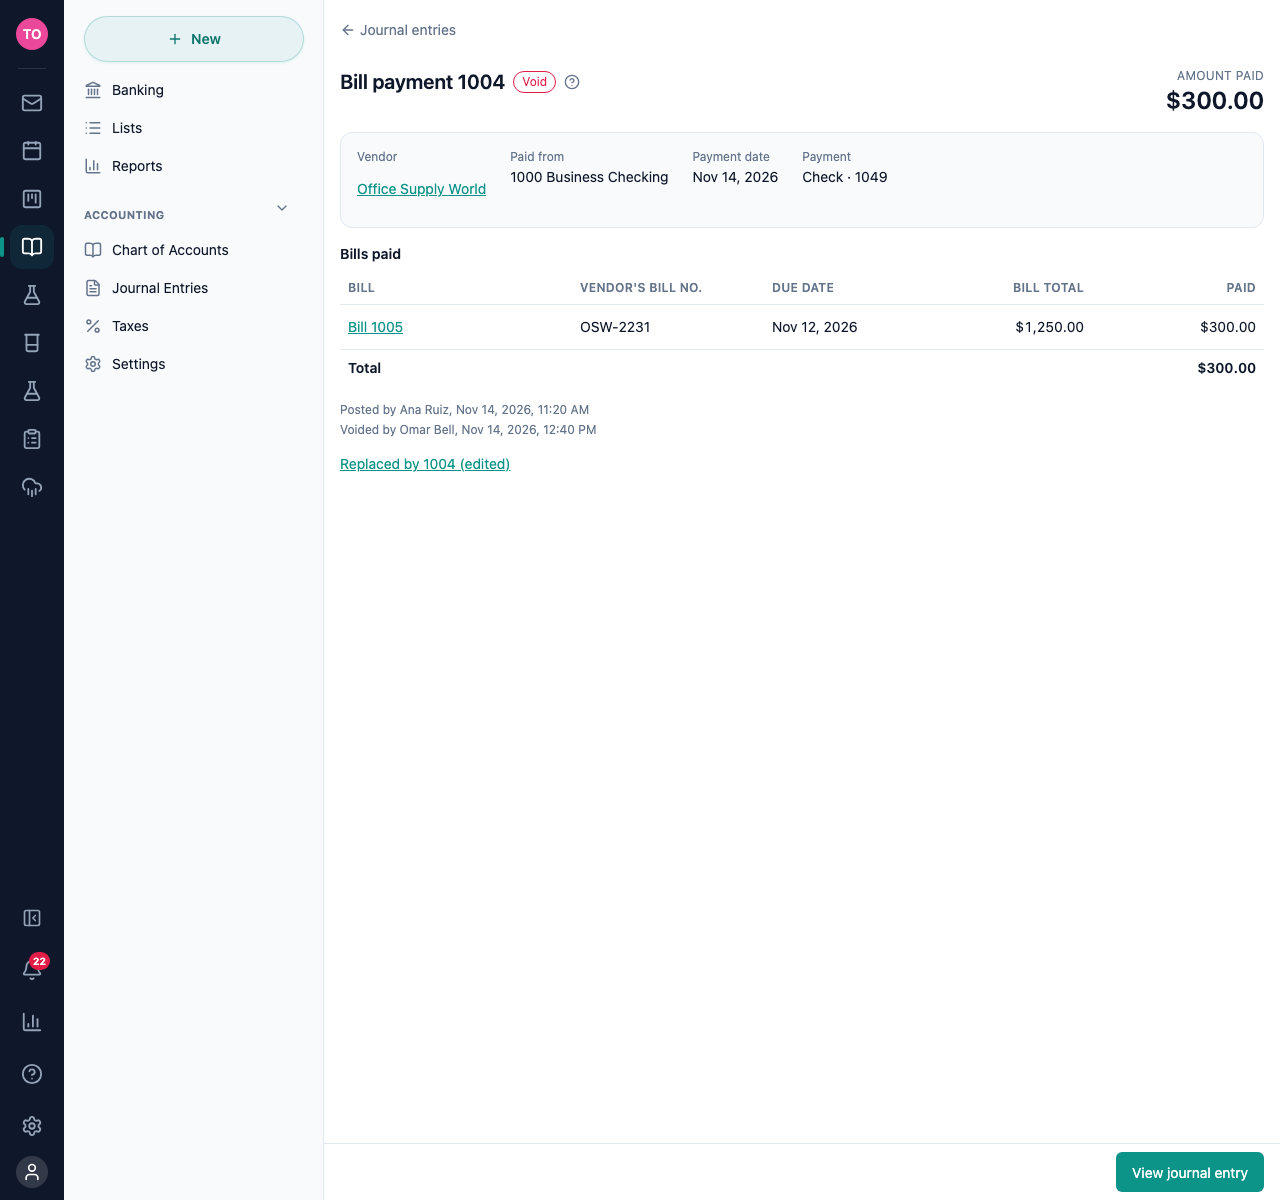 TO
New
Banking
Lists
Reports
ACCOUNTING
Chart of Accounts
Journal Entries
Taxes
Settings
22
Journal entries
Bill payment 1004 Void
AMOUNT PAID
$300.00
Vendor Paid from Payment date Payment
Office Supply World 1000 Business Checking Nov 14, 2026 Check · 1049
Bills paid
BILL VENDOR'S BILL NO. DUE DATE BILL TOTAL PAID
Bill 1005 OSW-2231 Nov 12, 2026 $1,250.00 $300.00
Total $300.00
Posted by Ana Ruiz, Nov 14, 2026, 11:20 AM
Voided by Omar Bell, Nov 14, 2026, 12:40 PM
Replaced by 1004 (edited)
View journal entry